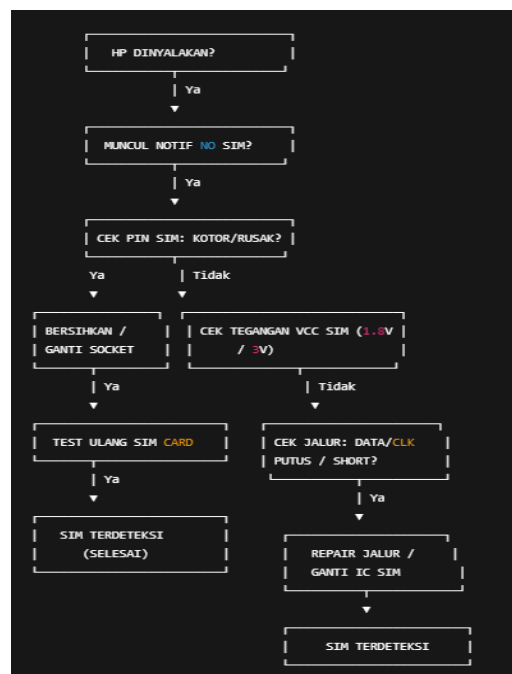 HP DINYALAKAN?
Ya
MUNCUL NOTIF NO SIM?
Ya
CEK PIN SIM: KOTOR/RUSAK?
Ya
Tidak
BERSIHKAN /
GANTI SOCKET
CEK TEGANGAN VCC SIM (1.8V
/ 3V)
Ya
Tidak
TEST ULANG SIM CARD
CEK JALUR: DATA/CLK
PUTUS / SHORT?
Ya
Ya
SIM TERDETEKSI
(SELESAI)
REPAIR JALUR /
GANTI IC SIM
SIM TERDETEKSI